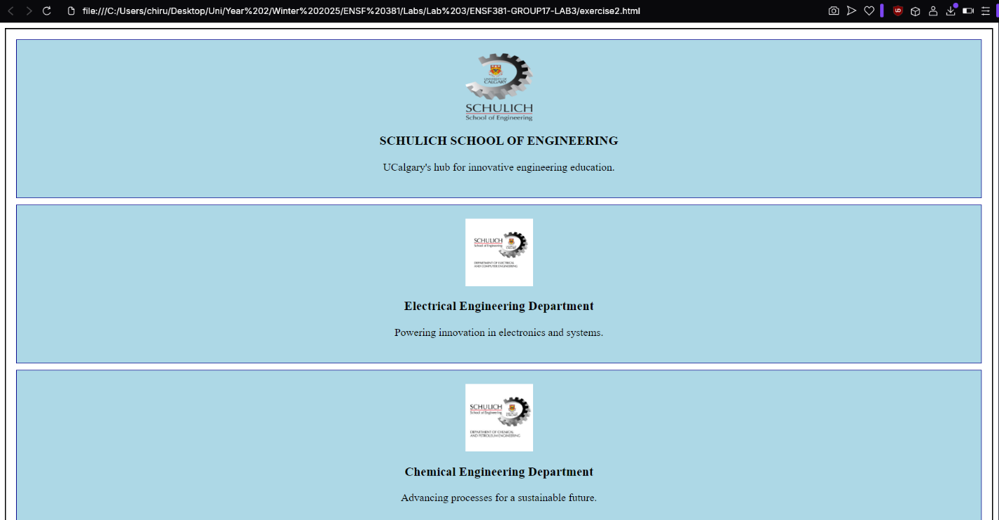 file:///C:/Users/chiru/Desktop/Uni/Year%202/Winter%202025/ENSF%20381/Labs/Lab%203/ENSF381-GROUP17-LAB3/exercise2.html
UNIVERSITY OF
CALGARY
SCHULICH
School of Engineering
SCHULICH SCHOOL OF ENGINEERING
UCalgary's hub for innovative engineering education.
SCHULICH
School of Engineering
DEPARTMENT OF ELECTRICAL
AND COMPUTER ENGINEERING
Electrical Engineering Department
Powering innovation in electronics and systems.
SCHULICH
School of Engineering
DEPARTMENT OF CHEMICAL
AND PETROLEUM ENGINEERING
Chemical Engineering Department
Advancing processes for a sustainable future.